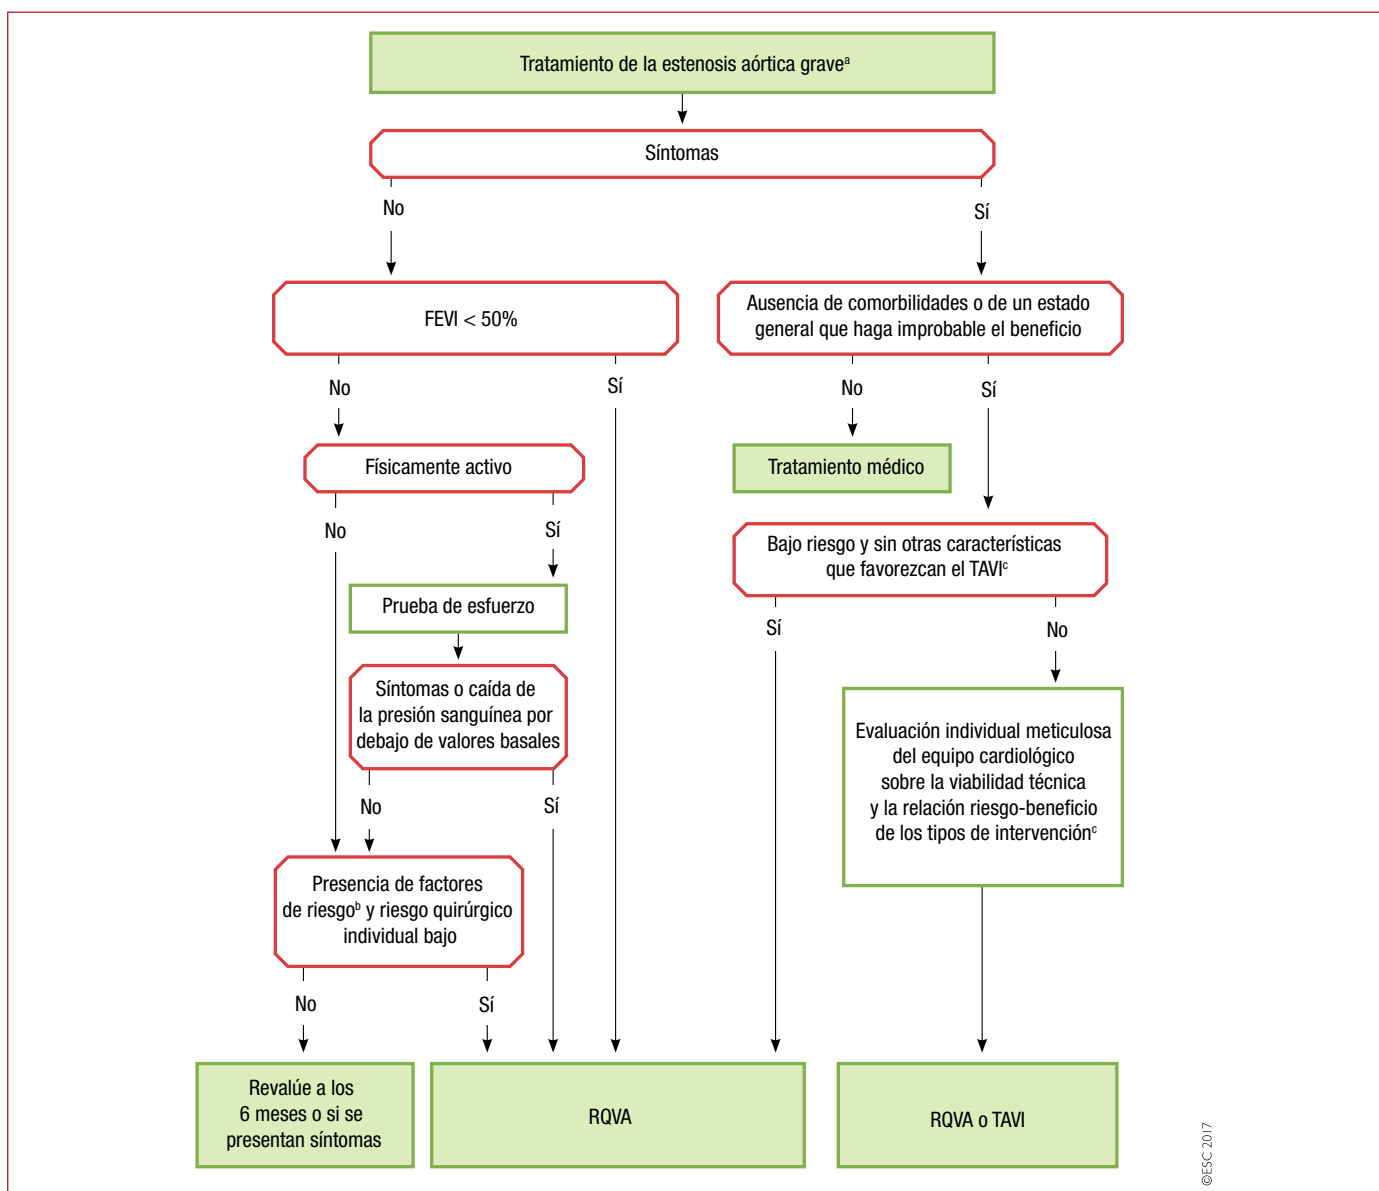 Tratamiento de la estenosis aórtica graveᵃ
Síntomas
No
Sí
FEVI < 50%
Ausencia de comorbilidades o de un estado
general que haga improbable el beneficio
No
Sí
No
Sí
Físicamente activo
Tratamiento médico
No
Sí
Bajo riesgo y sin otras características
que favorezcan el TAVIᶜ
Prueba de esfuerzo
Sí
No
Síntomas o caída de
la presión sanguínea por
debajo de valores basales
Evaluación individual meticulosa
del equipo cardiológico
sobre la viabilidad técnica
y la relación riesgo-beneficio
de los tipos de intervenciónᶜ
No
Sí
Presencia de factores
de riesgoᵇ y riesgo quirúrgico
individual bajo
No
Sí
Revalúe a los
6 meses o si se
presentan síntomas
RQVA
RQVA o TAVI
©ESC 2017